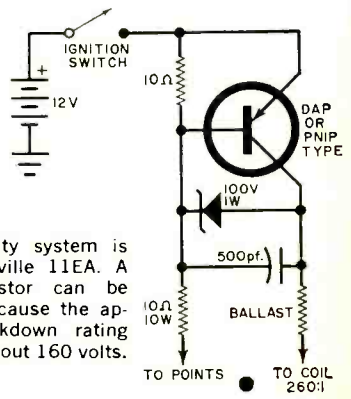 IGNITION
SWITCH
+
12V
10Ω
DAP
OR
PNIP
TYPE
100V
1W
500pf.
10Ω
10W
BALLAST
TO POINTS
TO COIL
260:1
ty system is
ville 11EA. A
stor can be
cause the ap-
kdown rating
out 160 volts.